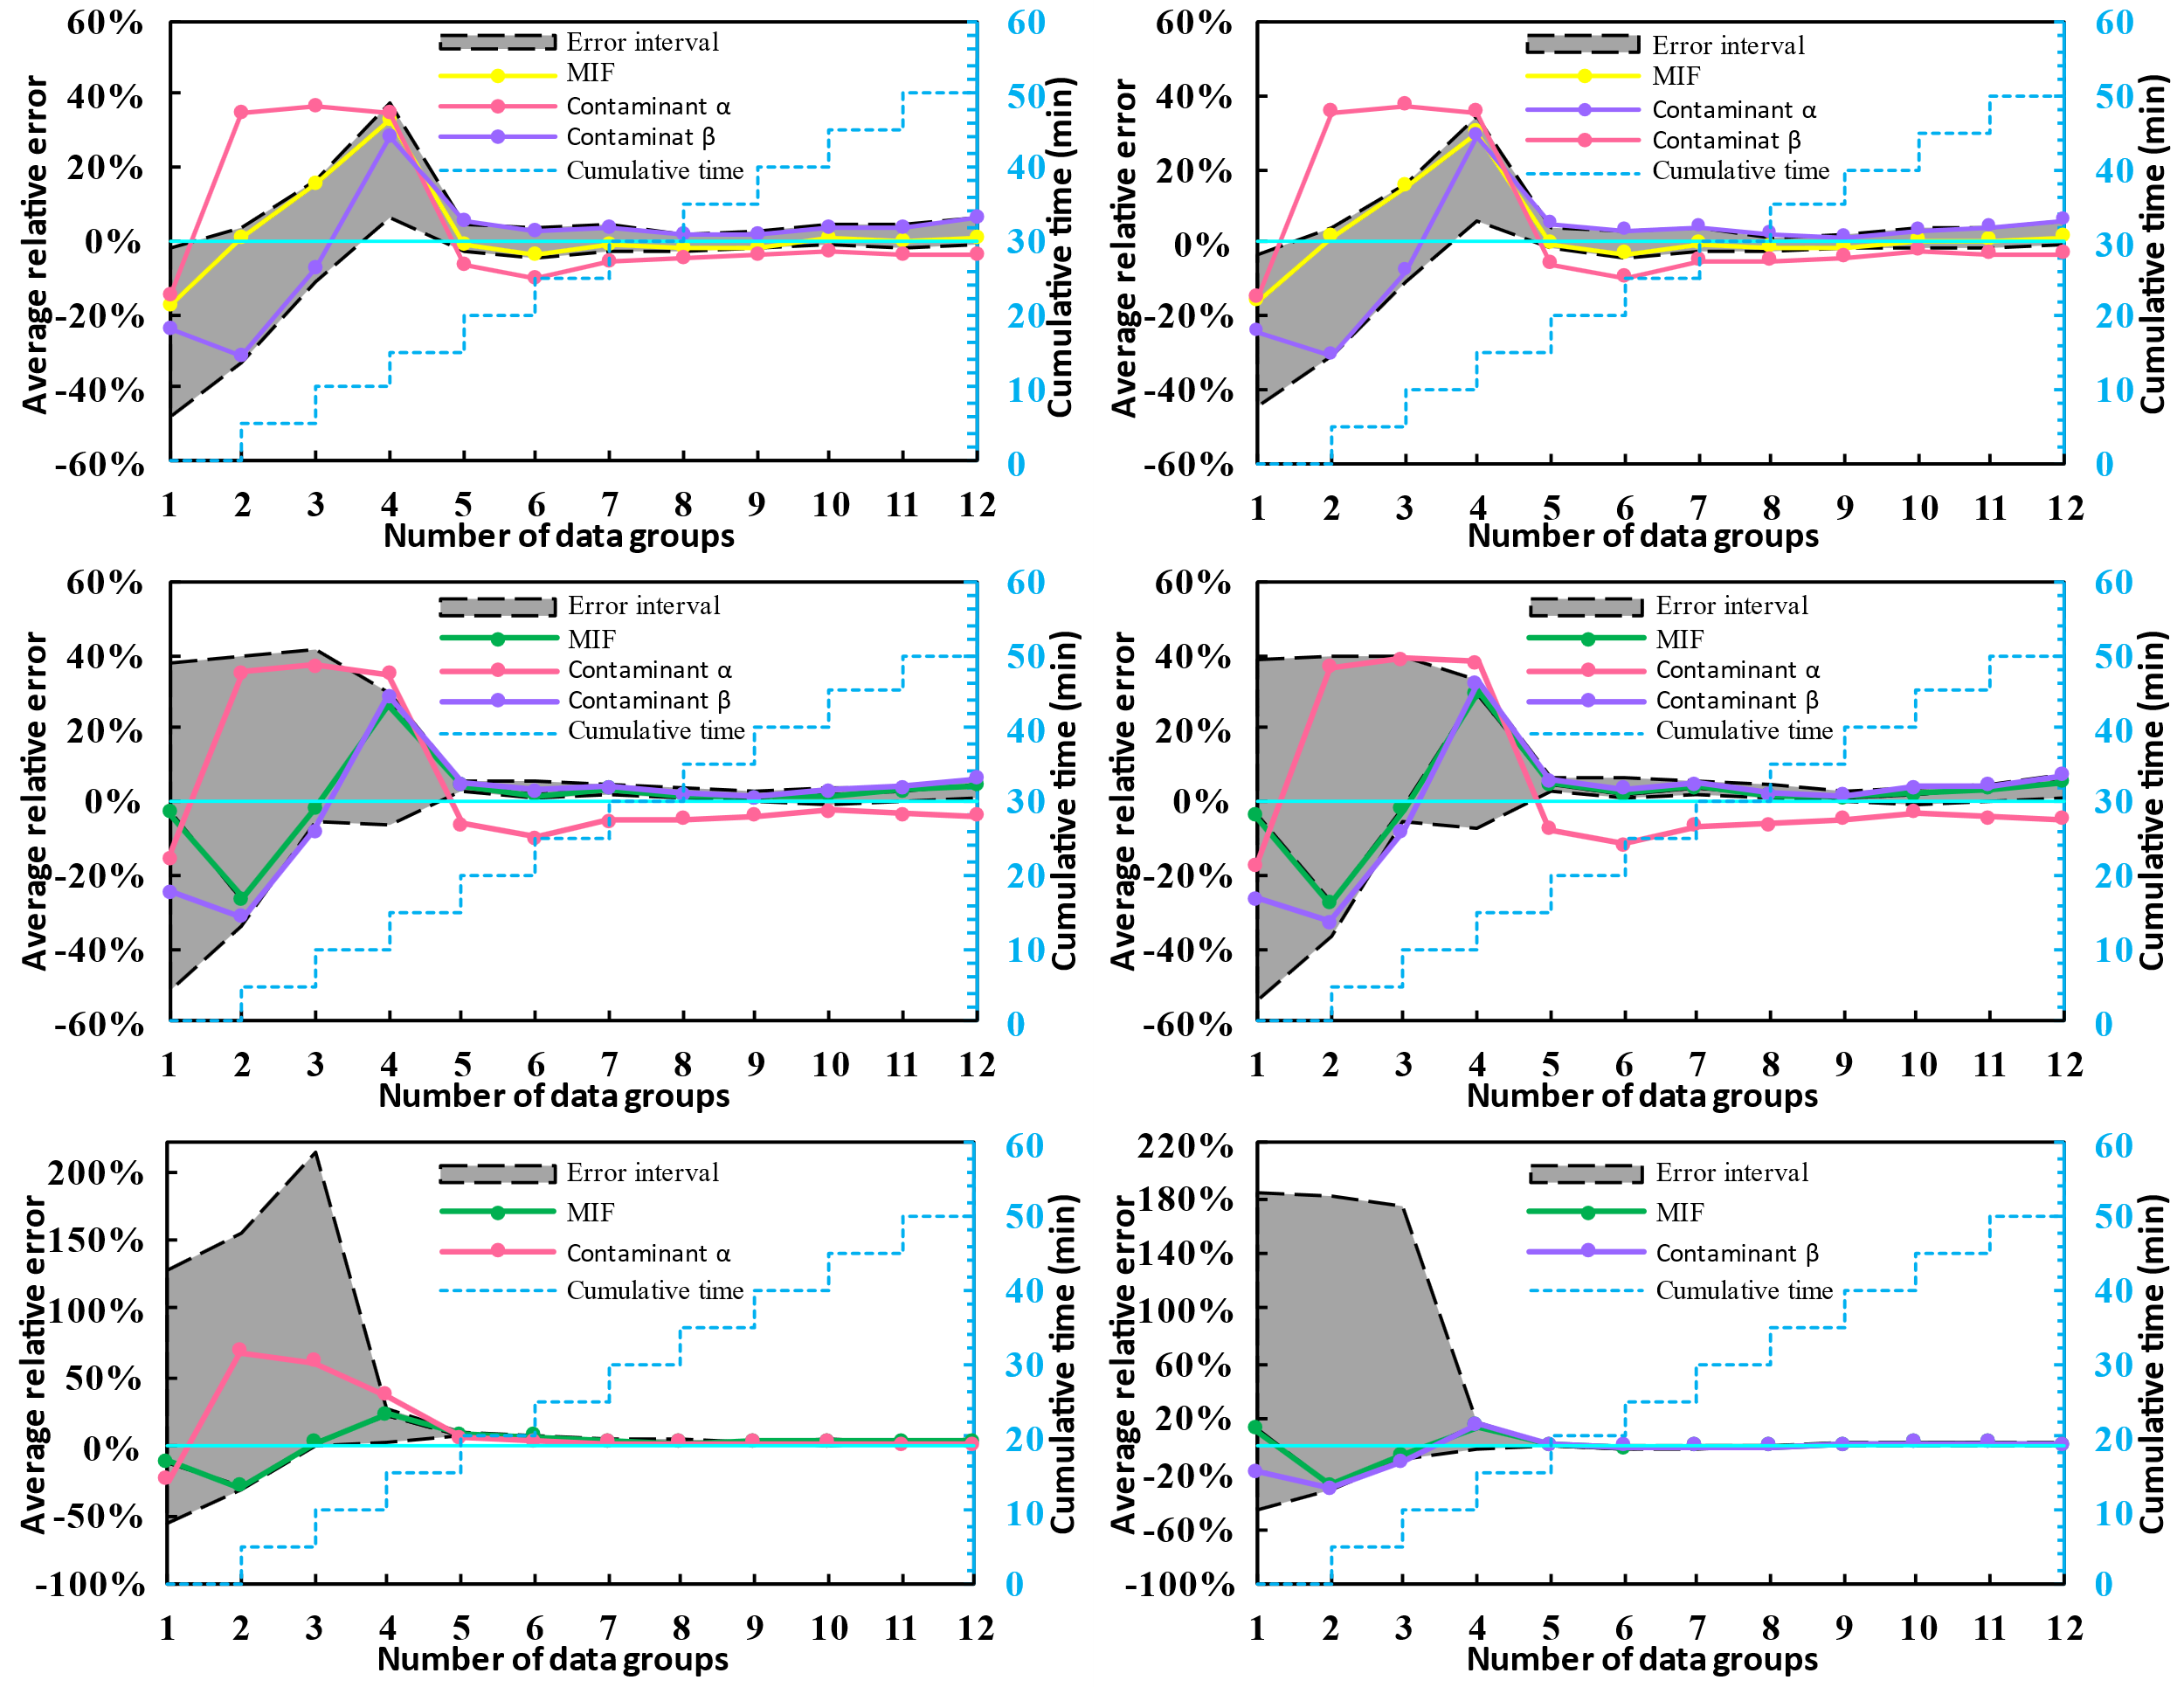 60%
40%
20%
0%
-20%
-40%
-60%
Average relative error
Error interval
MIF
Contaminant α
Contaminat β
Cumulative time
60
50
40
30
20
10
0
Cumulative time (min)
1 2 3 4 5 6 7 8 9 10 11 12
Number of data groups
60%
40%
20%
0%
-20%
-40%
-60%
Average relative error
Error interval
MIF
Contaminant α
Contaminat β
Cumulative time
60
50
40
30
20
10
0
Cumulative time (min)
1 2 3 4 5 6 7 8 9 10 11 12
Number of data groups
60%
40%
20%
0%
-20%
-40%
-60%
Average relative error
Error interval
MIF
Contaminant α
Contaminant β
Cumulative time
60
50
40
30
20
10
0
Cumulative time (min)
1 2 3 4 5 6 7 8 9 10 11 12
Number of data groups
60%
40%
20%
0%
-20%
-40%
-60%
Average relative error
Error interval
MIF
Contaminant α
Contaminant β
Cumulative time
60
50
40
30
20
10
0
Cumulative time (min)
1 2 3 4 5 6 7 8 9 10 11 12
Number of data groups
200%
150%
100%
50%
0%
-50%
-100%
Average relative error
Error interval
MIF
Contaminant α
Cumulative time
60
50
40
30
20
10
0
Cumulative time (min)
1 2 3 4 5 6 7 8 9 10 11 12
Number of data groups
220%
180%
140%
100%
60%
20%
-20%
-60%
-100%
Average relative error
Error interval
MIF
Contaminant β
Cumulative time
60
50
40
30
20
10
0
Cumulative time (min)
1 2 3 4 5 6 7 8 9 10 11 12
Number of data groups